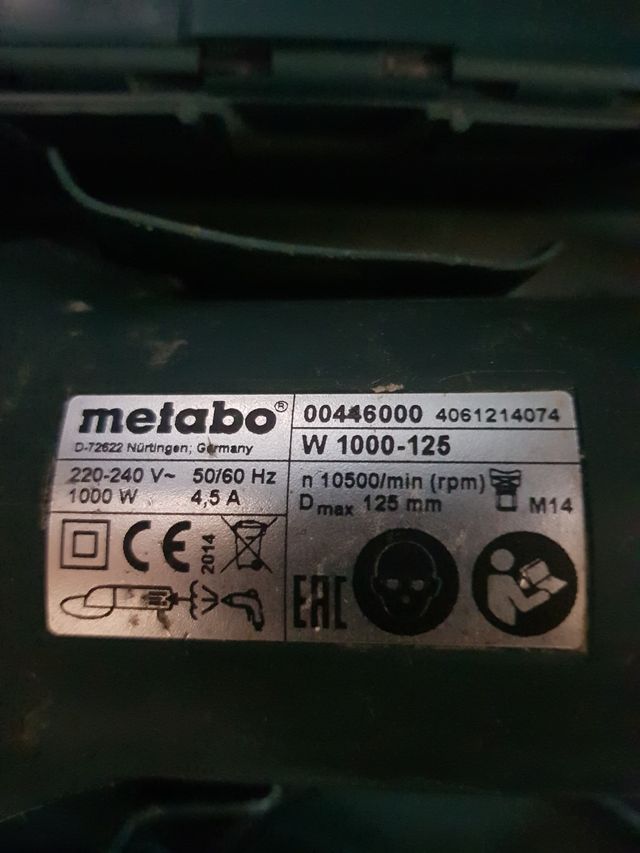 metabo®
D-72622 Nürtingen, Germany
00446000 4061214074
W 1000-125
220-240 V~ 50/60 Hz
1000 W 4,5 A
n 10500/min (rpm)
Dmax 125 mm
M14
CE
2014
EAC